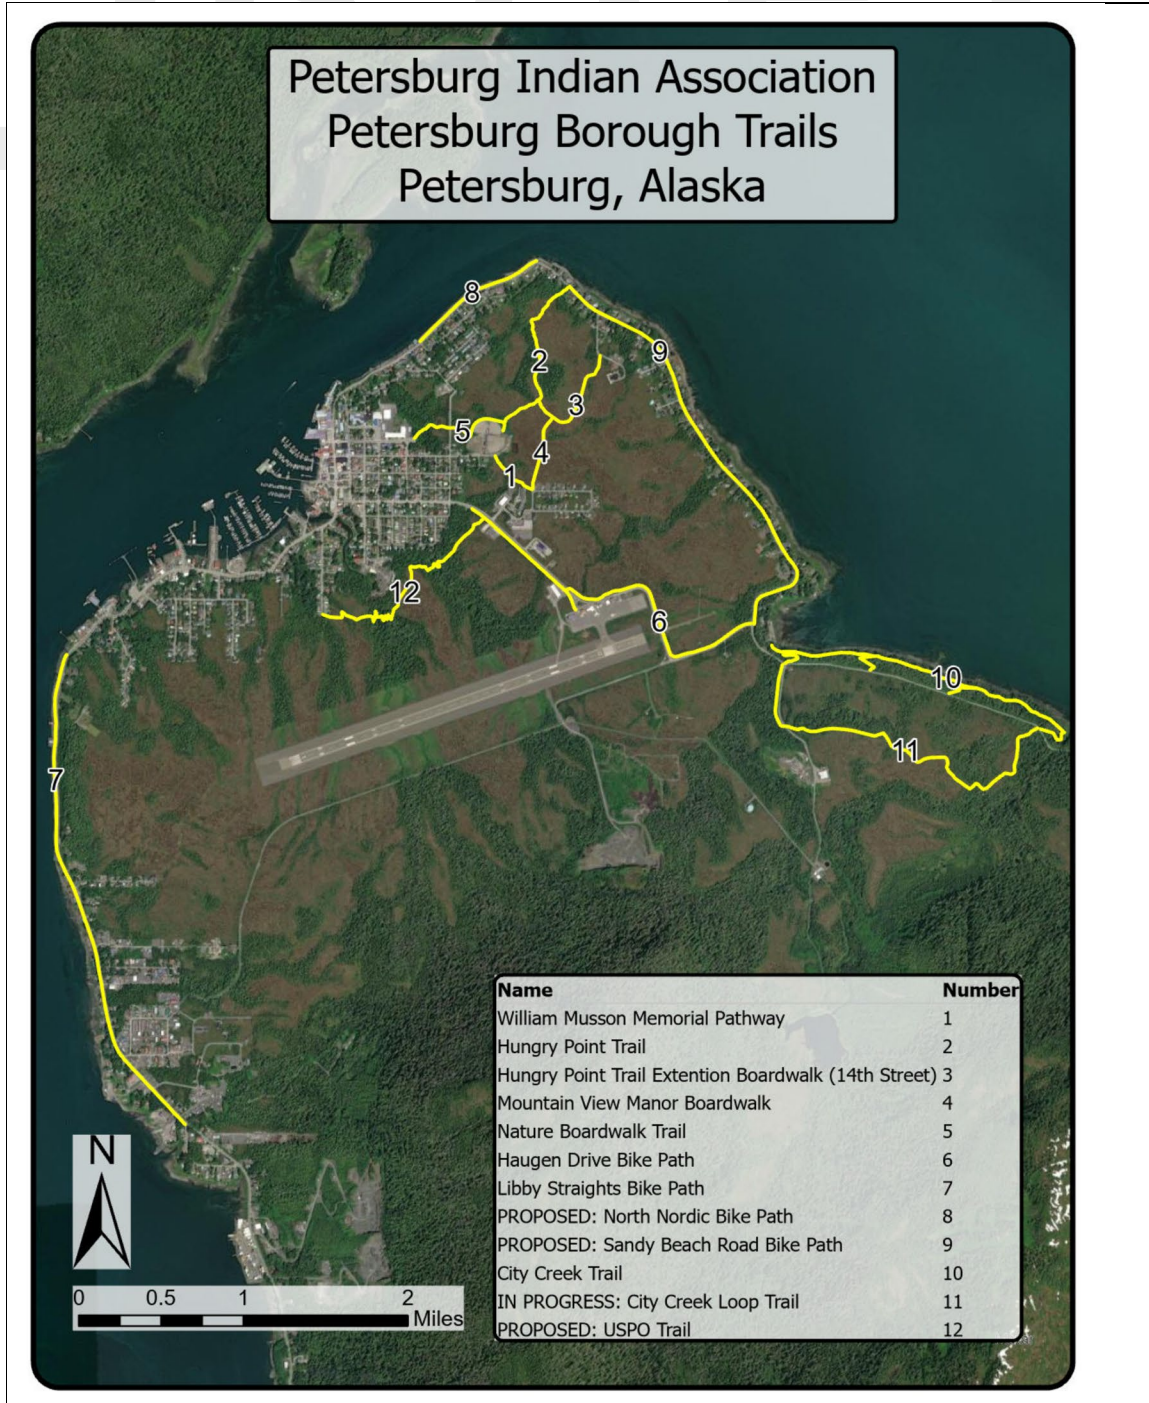 Petersburg Indian Association
Petersburg Borough Trails
Petersburg, Alaska
8
2
9
3
5
4
1
12
6
10
11
7
Name Number
William Musson Memorial Pathway 1
Hungry Point Trail 2
Hungry Point Trail Extention Boardwalk (14th Street) 3
Mountain View Manor Boardwalk 4
Nature Boardwalk Trail 5
Haugen Drive Bike Path 6
Libby Straights Bike Path 7
PROPOSED: North Nordic Bike Path 8
PROPOSED: Sandy Beach Road Bike Path 9
City Creek Trail 10
IN PROGRESS: City Creek Loop Trail 11
PROPOSED: USPO Trail 12
N
0 0.5 1 2
Miles